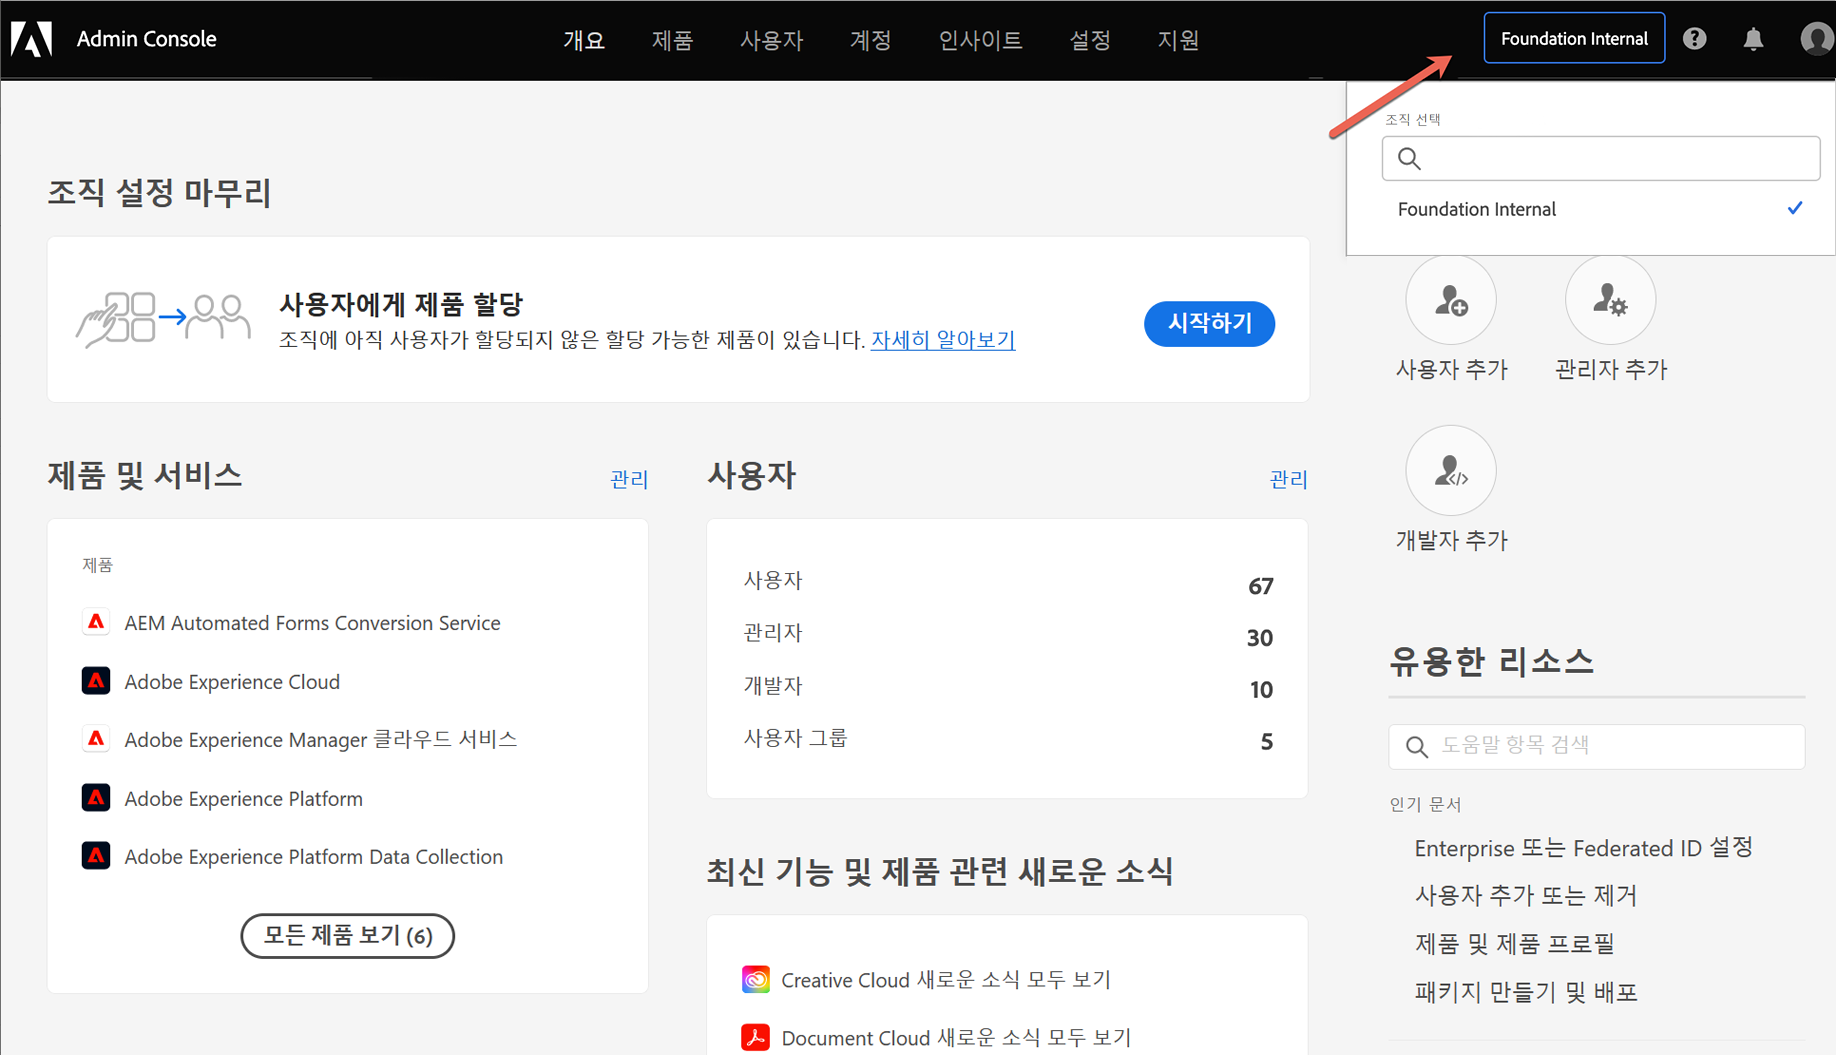 Admin Console
개요 제품 사용자 계정 인사이트 설정 지원
Foundation Internal
조직 선택
Foundation Internal
조직 설정 마무리
사용자에게 제품 할당
조직에 아직 사용자가 할당되지 않은 할당 가능한 제품이 있습니다. 자세히 알아보기
시작하기
사용자 추가
관리자 추가
개발자 추가
제품 및 서비스
관리
제품
AEM Automated Forms Conversion Service
Adobe Experience Cloud
Adobe Experience Manager 클라우드 서비스
Adobe Experience Platform
Adobe Experience Platform Data Collection
모든 제품 보기 (6)
사용자
관리
사용자 67
관리자 30
개발자 10
사용자 그룹 5
최신 기능 및 제품 관련 새로운 소식
Creative Cloud 새로운 소식 모두 보기
Document Cloud 새로운 소식 모두 보기
유용한 리소스
도움말 항목 검색
인기 문서
Enterprise 또는 Federated ID 설정
사용자 추가 또는 제거
제품 및 제품 프로필
패키지 만들기 및 배포